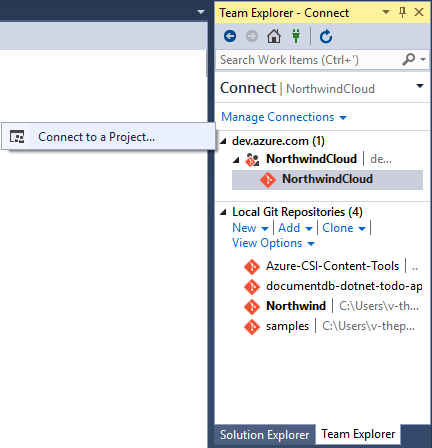 Team Explorer - Connect
Search Work Items (Ctrl+')
Connect | NorthwindCloud
Manage Connections
Connect to a Project...
dev.azure.com (1)
NorthwindCloud | de...
NorthwindCloud
Local Git Repositories (4)
New | Add | Clone |
View Options
Azure-CSI-Content-Tools | ...
documentdb-dotnet-todo-ap
Northwind | C:\Users\v-the...
samples | C:\Users\v-thep...
Solution Explorer Team Explorer